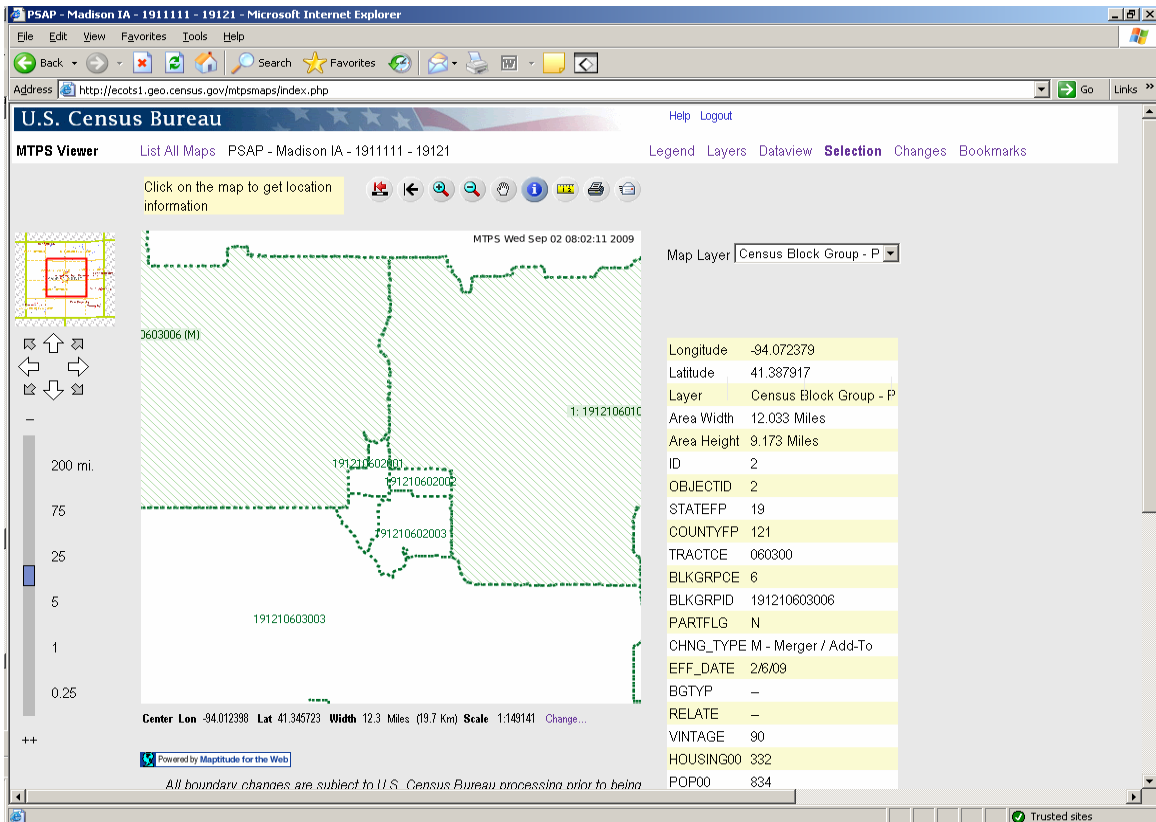 PSAP - Madison IA - 1911111 - 19121 - Microsoft Internet Explorer
File Edit View Favorites Tools Help
Back Search Favorites
Address http://ecots1.geo.census.gov/mtpsmaps/index.php Go Links »
U.S. Census Bureau Help Logout
MTPS Viewer List All Maps PSAP - Madison IA - 1911111 - 19121 Legend Layers Dataview Selection Changes Bookmarks
Click on the map to get location
information
MTPS Wed Sep 02 08:02:11 2009
Map Layer Census Block Group - P
0603006 (M)
1: 191210601
191210602001
191210602002
191210602003
191210603003
200 mi.
75
25
5
1
0.25
++
Longitude -94.072379
Latitude 41.387917
Layer Census Block Group - P
Area Width 12.033 Miles
Area Height 9.173 Miles
ID 2
OBJECTID 2
STATEFP 19
COUNTYFP 121
TRACTCE 060300
BLKGRPCE 6
BLKGRPID 191210603006
PARTFLG N
CHNG_TYPE M - Merger / Add-To
EFF_DATE 2/6/09
BGTYP --
RELATE --
VINTAGE 90
HOUSING00 332
POP00 834
Center Lon -94.012398 Lat 41.345723 Width 12.3 Miles (19.7 Km) Scale 1:149141 Change...
Powered by Maptitude for the Web
All boundary changes are subject to U.S. Census Bureau processing prior to being
Trusted sites